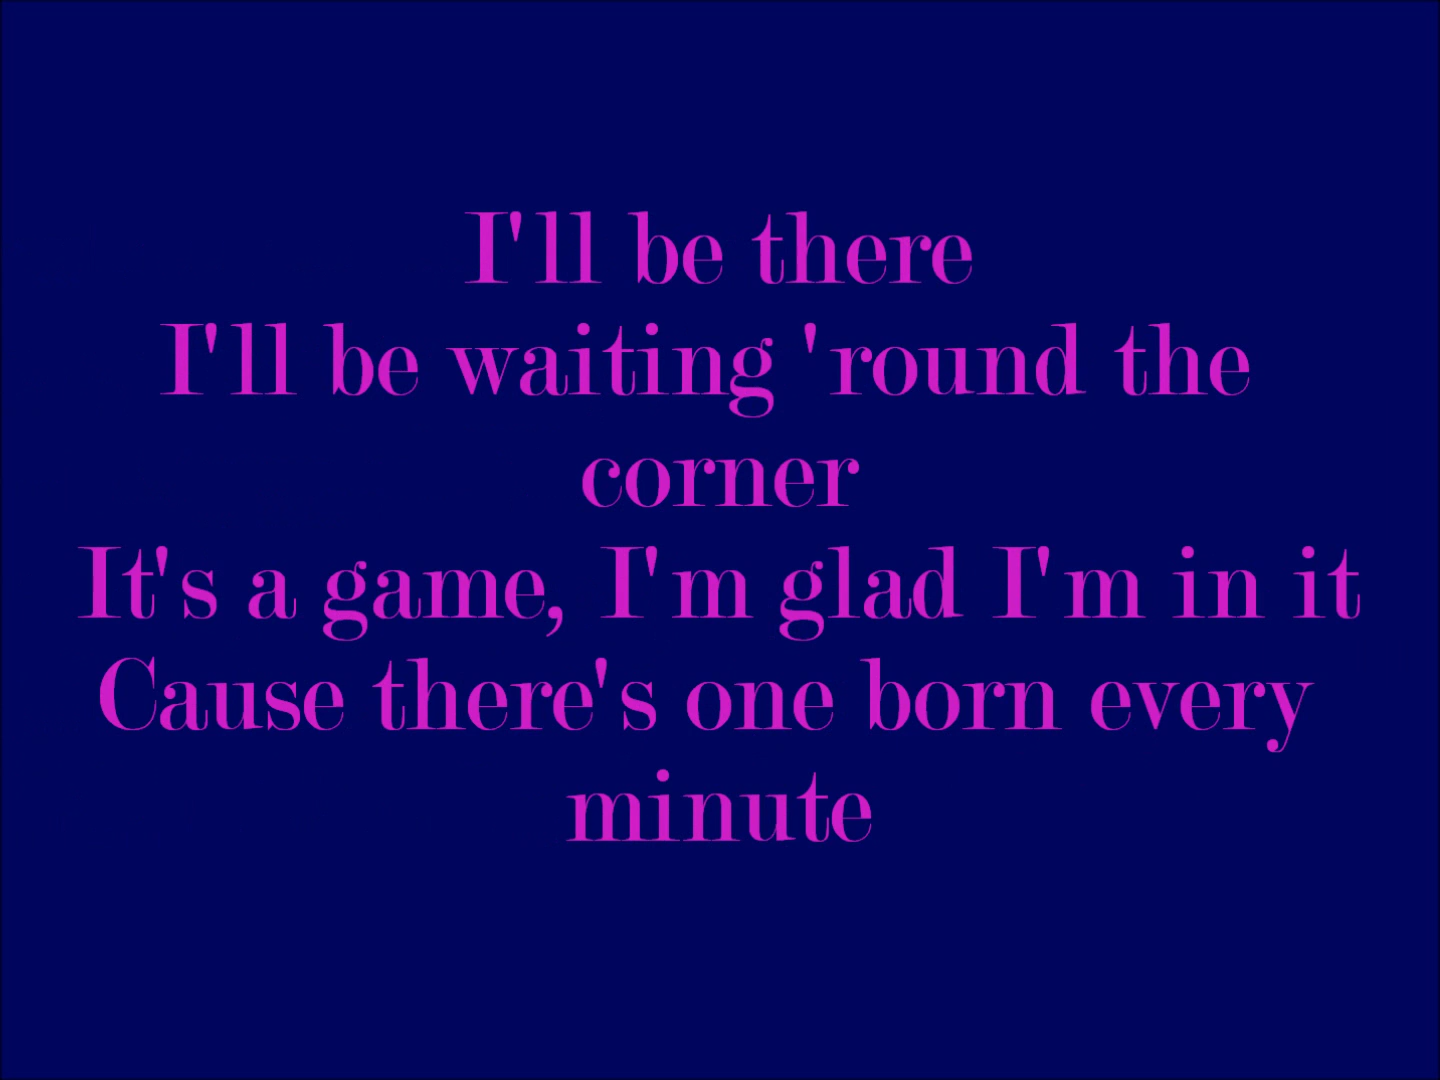 I'll be there
I'll be waiting 'round the
corner
It's a game, I'm glad I'm in it
Cause there's one born every
minute